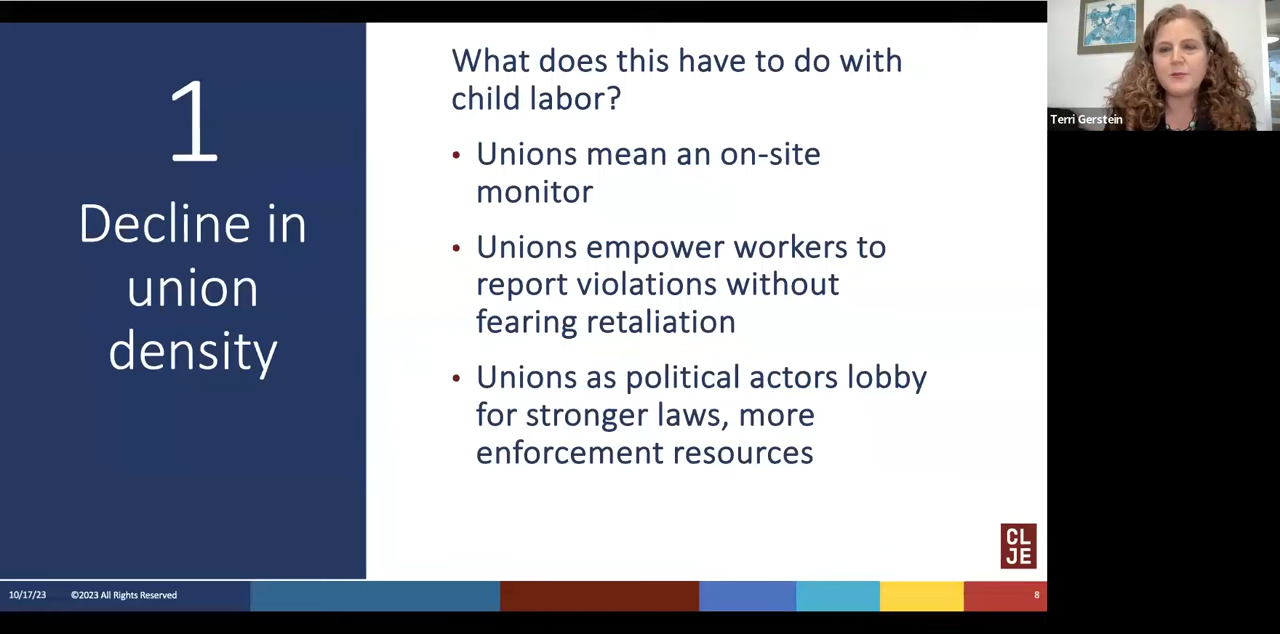 1
Decline in
union
density
What does this have to do with
child labor?
• Unions mean an on-site
monitor
• Unions empower workers to
report violations without
fearing retaliation
• Unions as political actors lobby
for stronger laws, more
enforcement resources
CL
JE
10/17/23 ©2023 All Rights Reserved 8
Terri Gerstein